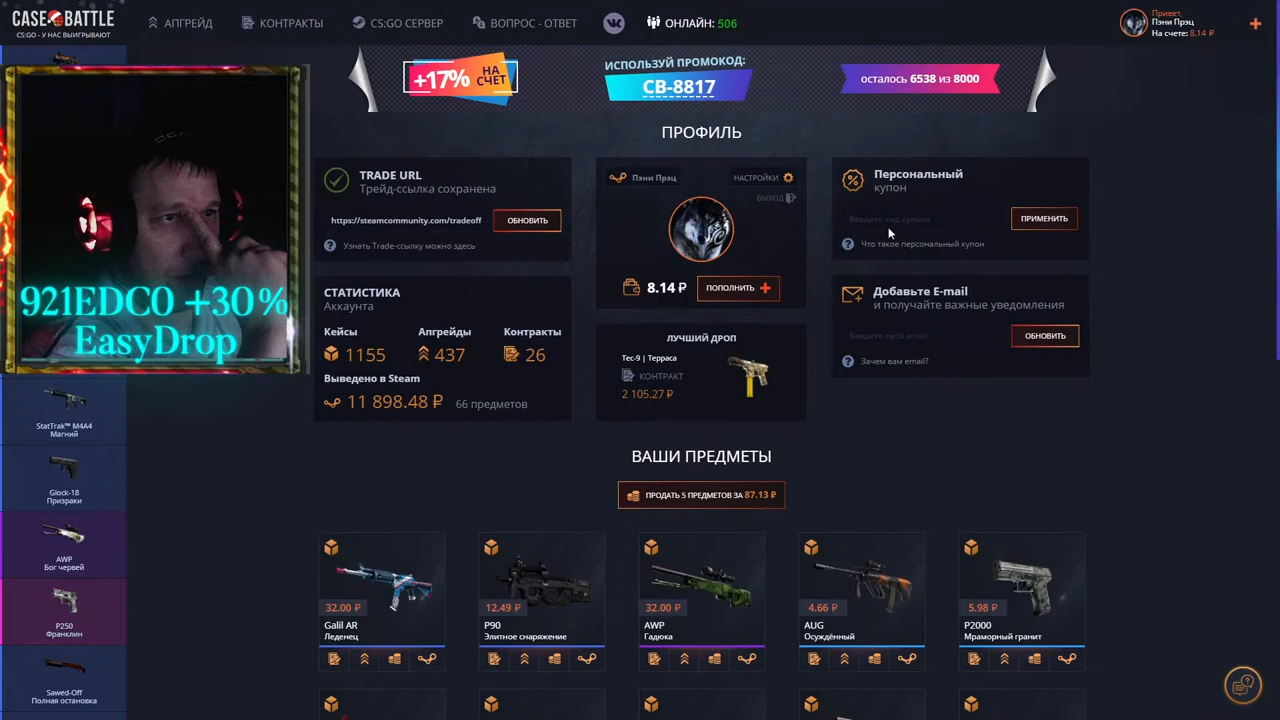 CASE BATTLE
CS:GO - У НАС ВЫИГРЫВАЮТ
АПГРЕЙД
КОНТРАКТЫ
CS:GO СЕРВЕР
ВОПРОС - ОТВЕТ
ОНЛАЙН: 506
Привет,
Пэни Прэц
На счете: 8.14 ₽
+17% НА СЧЕТ
ИСПОЛЬЗУЙ ПРОМОКОД:
CB-8817
осталось 6538 из 8000
ПРОФИЛЬ
TRADE URL
Трейд-ссылка сохранена
https://steamcommunity.com/tradeoff
ОБНОВИТЬ
Узнать Trade-ссылку можно здесь
СТАТИСТИКА
Аккаунта
Кейсы
Апгрейды
Контракты
1155
437
26
Выведено в Steam
11 898.48 ₽
66 предметов
Пэни Прэц
НАСТРОЙКИ
ВЫХОД
8.14 ₽
ПОПОЛНИТЬ
ЛУЧШИЙ ДРОП
Тес-9 | Терраса
КОНТРАКТ
2 105.27 ₽
Персональный
купон
Введите код купона
ПРИМЕНИТЬ
Что такое персональный купон
Добавьте E-mail
и получайте важные уведомления
Введите свой email
ОБНОВИТЬ
Зачем вам email?
921EDC0 +30%
EasyDrop
StatTrak™ M4A4
Магний
Glock-18
Призраки
AWP
Бог червей
P250
Франклин
Sawed-Off
Полная остановка
ВАШИ ПРЕДМЕТЫ
ПРОДАТЬ 5 ПРЕДМЕТОВ ЗА 87.13 ₽
32.00 ₽
Galil AR
Леденец
12.49 ₽
P90
Элитное снаряжение
32.00 ₽
AWP
Гадюка
4.66 ₽
AUG
Осуждённый
5.98 ₽
P2000
Мраморный гранит